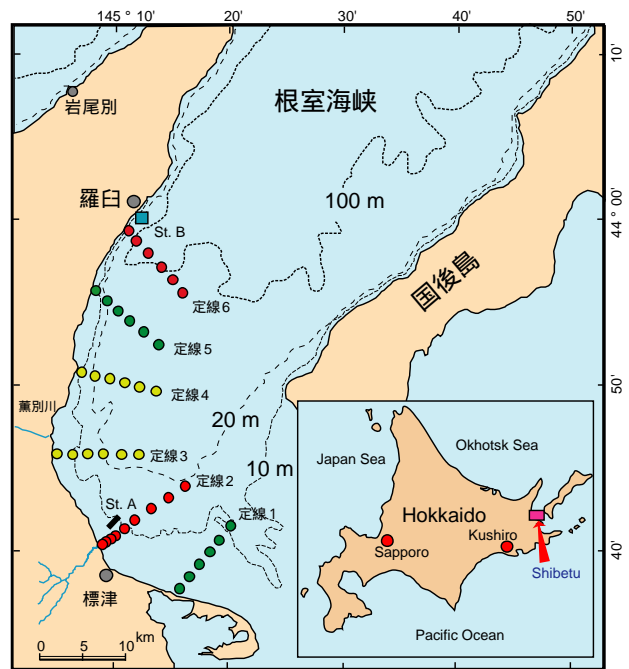 145 ° 10'
20'
30'
40'
50'
10'
岩尾別
根室海峡
羅臼
100 m
44° 00'
St. B
国後島
定線6
定線5
定線4
50'
薫別川
20 m
10 m
定線3
定線2
St. A
定線1
40'
標津
0 5 10 km
Japan Sea
Okhotsk Sea
Hokkaido
Sapporo
Kushiro
Shibetu
Pacific Ocean